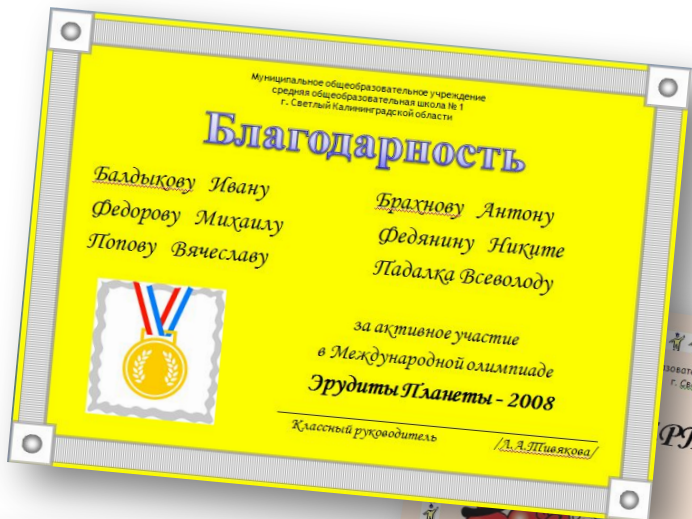 Муниципальное общеобразовательное учреждение
средняя общеобразовательная школа № 1
г. Светлый Калининградской области
Благодарность
Балдыкову Ивану
Федорову Михаилу
Попову Вячеславу
Брахнову Антону
Федянину Никите
Падалка Всеволоду
за активное участие
в Международной олимпиаде
Эрудиты Планеты - 2008
Классный руководитель /Л.А.Тивякова/